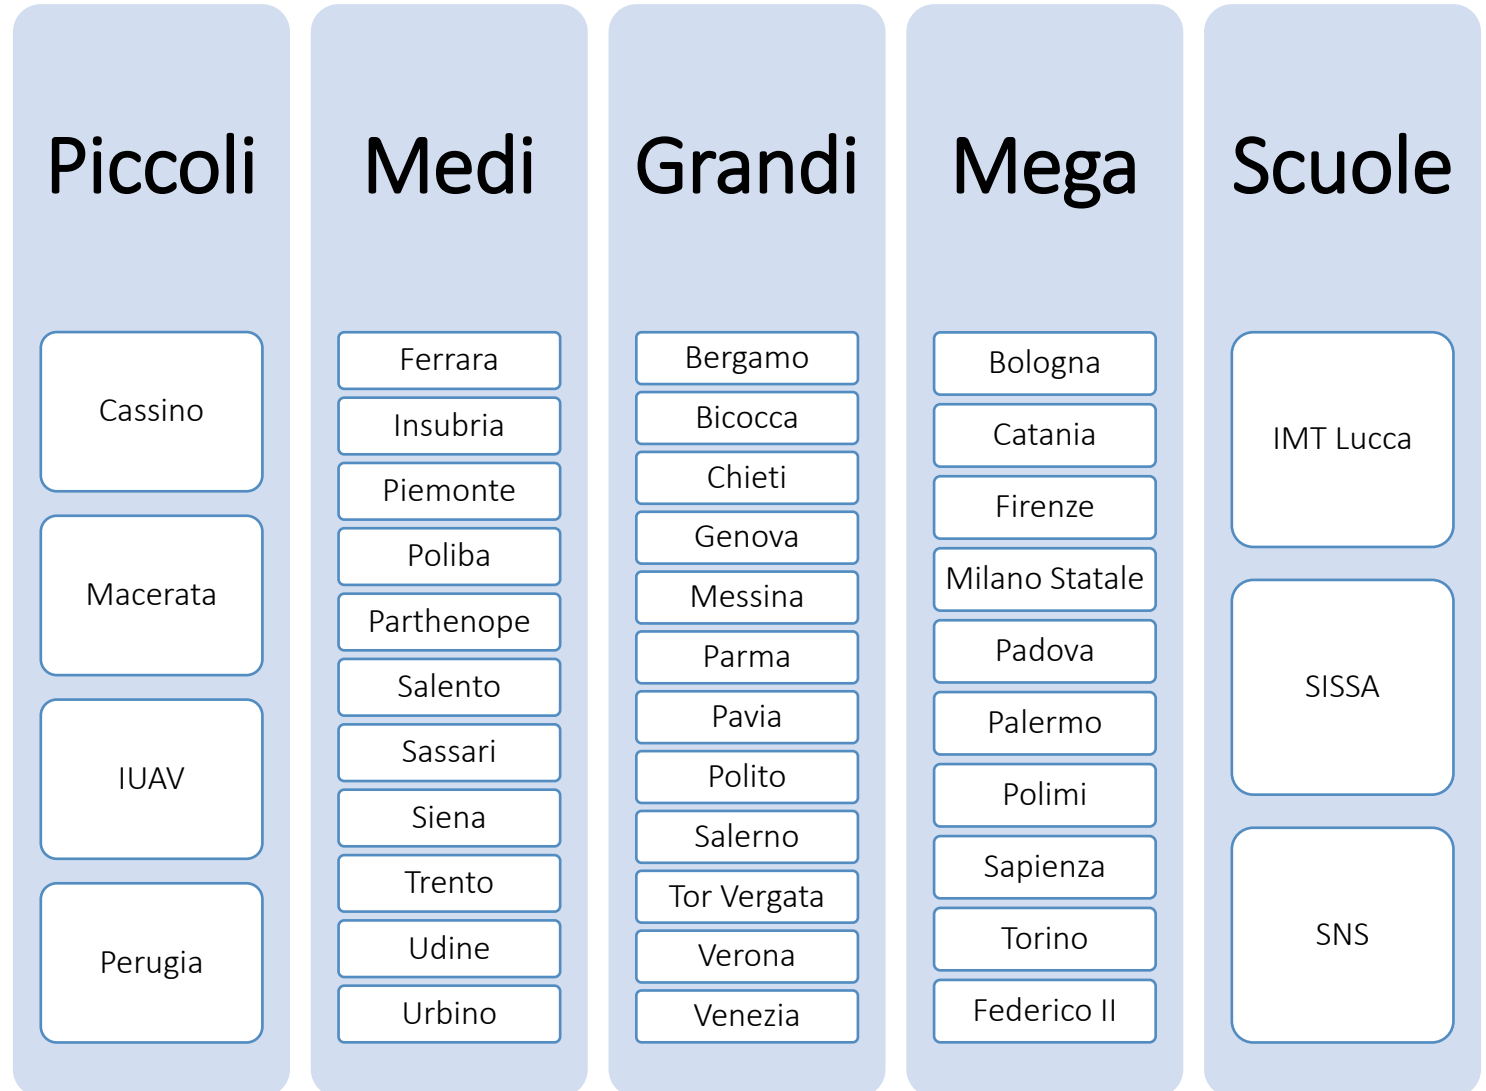 Piccoli
Cassino
Macerata
IUAV
Perugia
Medi
Ferrara
Insubria
Piemonte
Poliba
Parthenope
Salento
Sassari
Siena
Trento
Udine
Urbino
Grandi
Bergamo
Bicocca
Chieti
Genova
Messina
Parma
Pavia
Polito
Salerno
Tor Vergata
Verona
Venezia
Mega
Bologna
Catania
Firenze
Milano Statale
Padova
Palermo
Polimi
Sapienza
Torino
Federico II
Scuole
IMT Lucca
SISSA
SNS